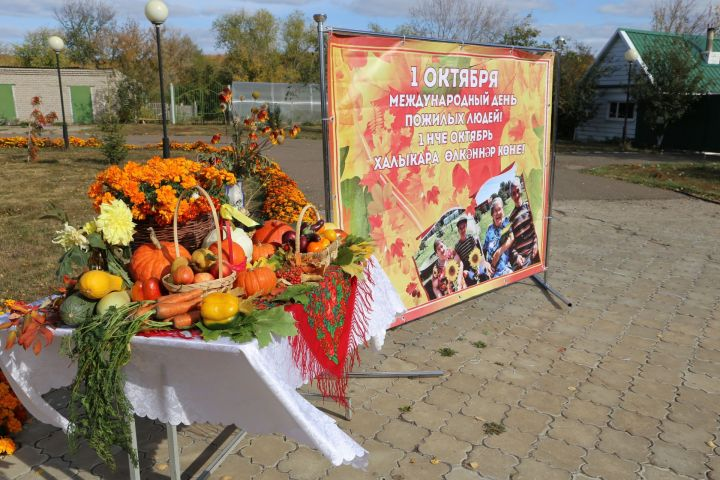 1 ОКТЯБРЯ
МЕЖДУНАРОДНЫЙ ДЕНЬ
ПОЖИЛЫХ ЛЮДЕЙ!
1 НЧЕ ОКТЯБРЬ
ХАЛЫКАРА ӨЛКӘННӘР КӨНЕ!